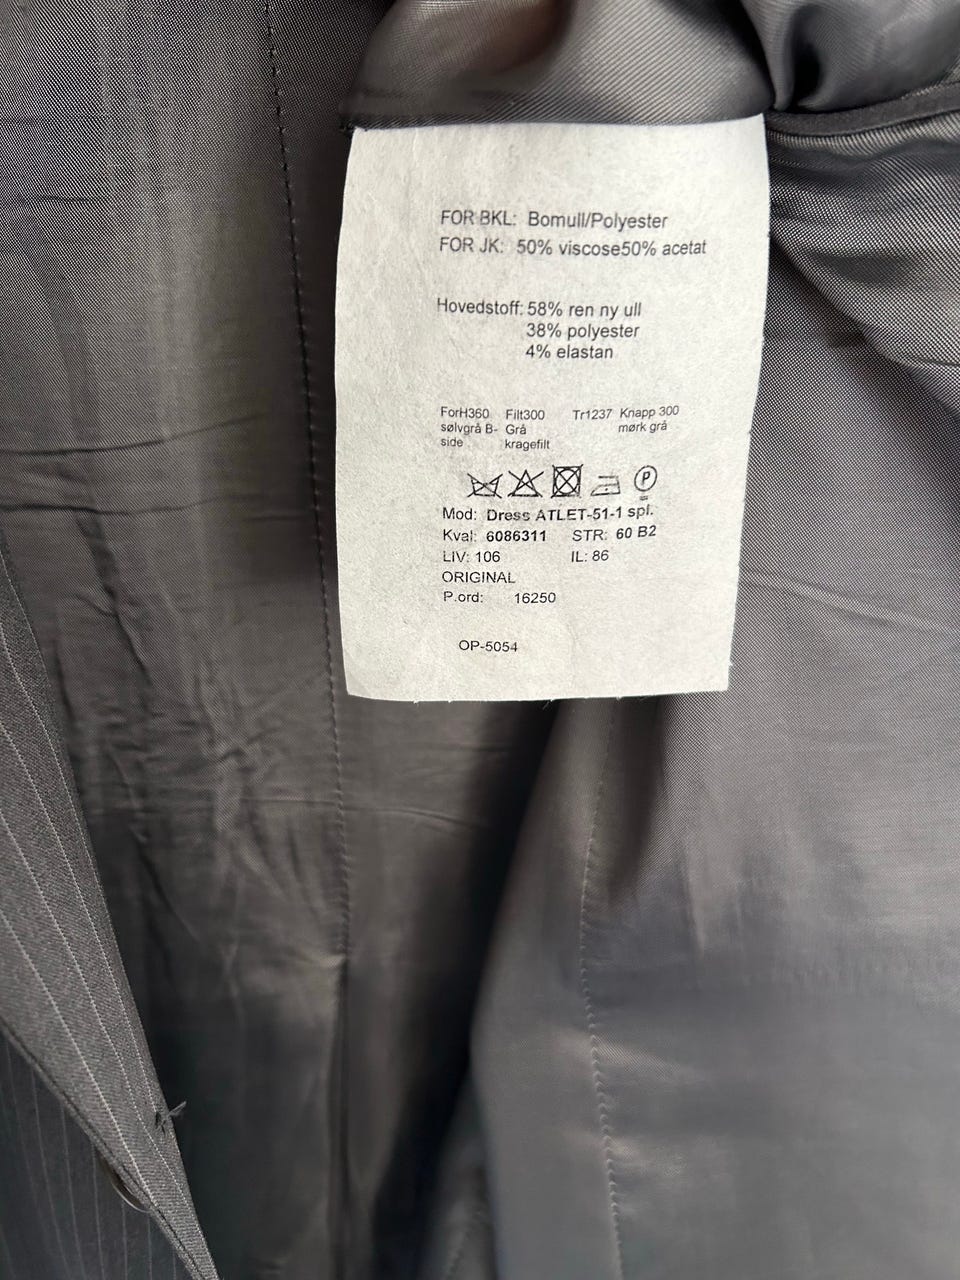 FOR BKL: Bomull/Polyester
FOR JK: 50% viscose50% acetat
Hovedstoff: 58% ren ny ull
38% polyester
4% elastan
ForH360 Filt300 Tr1237 Knapp 300
sølvgrå B- Grå mørk grå
side kragefilt
P
Mod: Dress ATLET-51-1 spl.
Kval: 6086311 STR: 60 B2
LIV: 106 IL: 86
ORIGINAL
P.ord: 16250
OP-5054